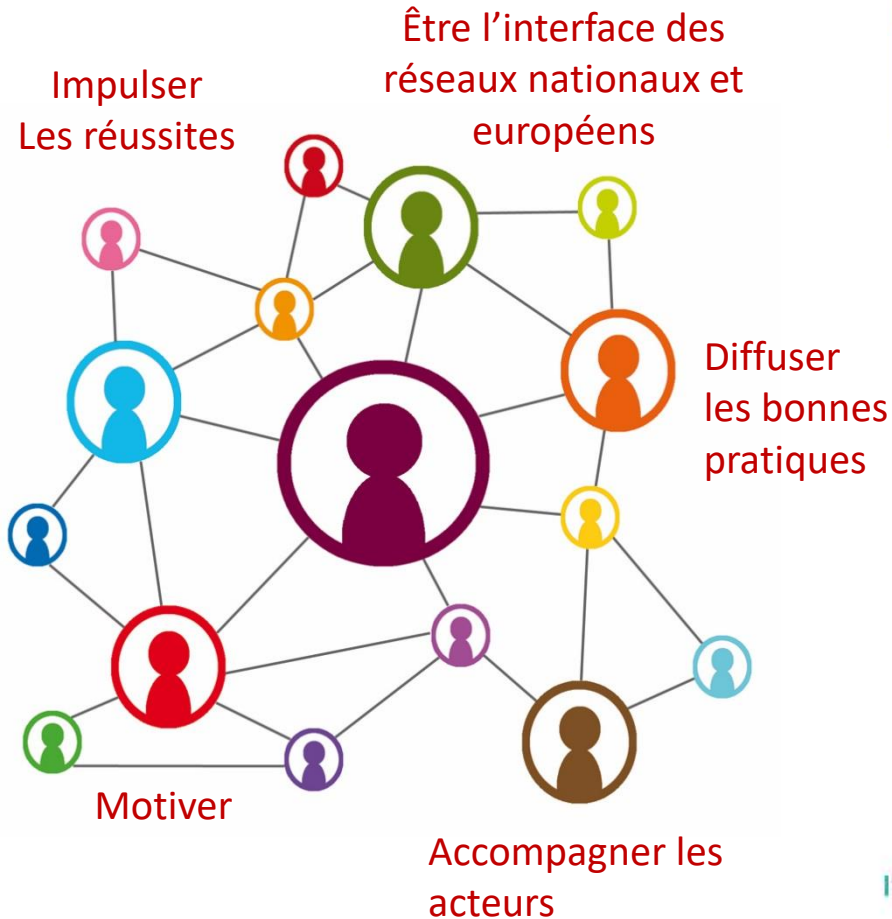 Être l’interface des
réseaux nationaux et
européens
Impulser
Les réussites
Diffuser
les bonnes
pratiques
Motiver
Accompagner les
acteurs